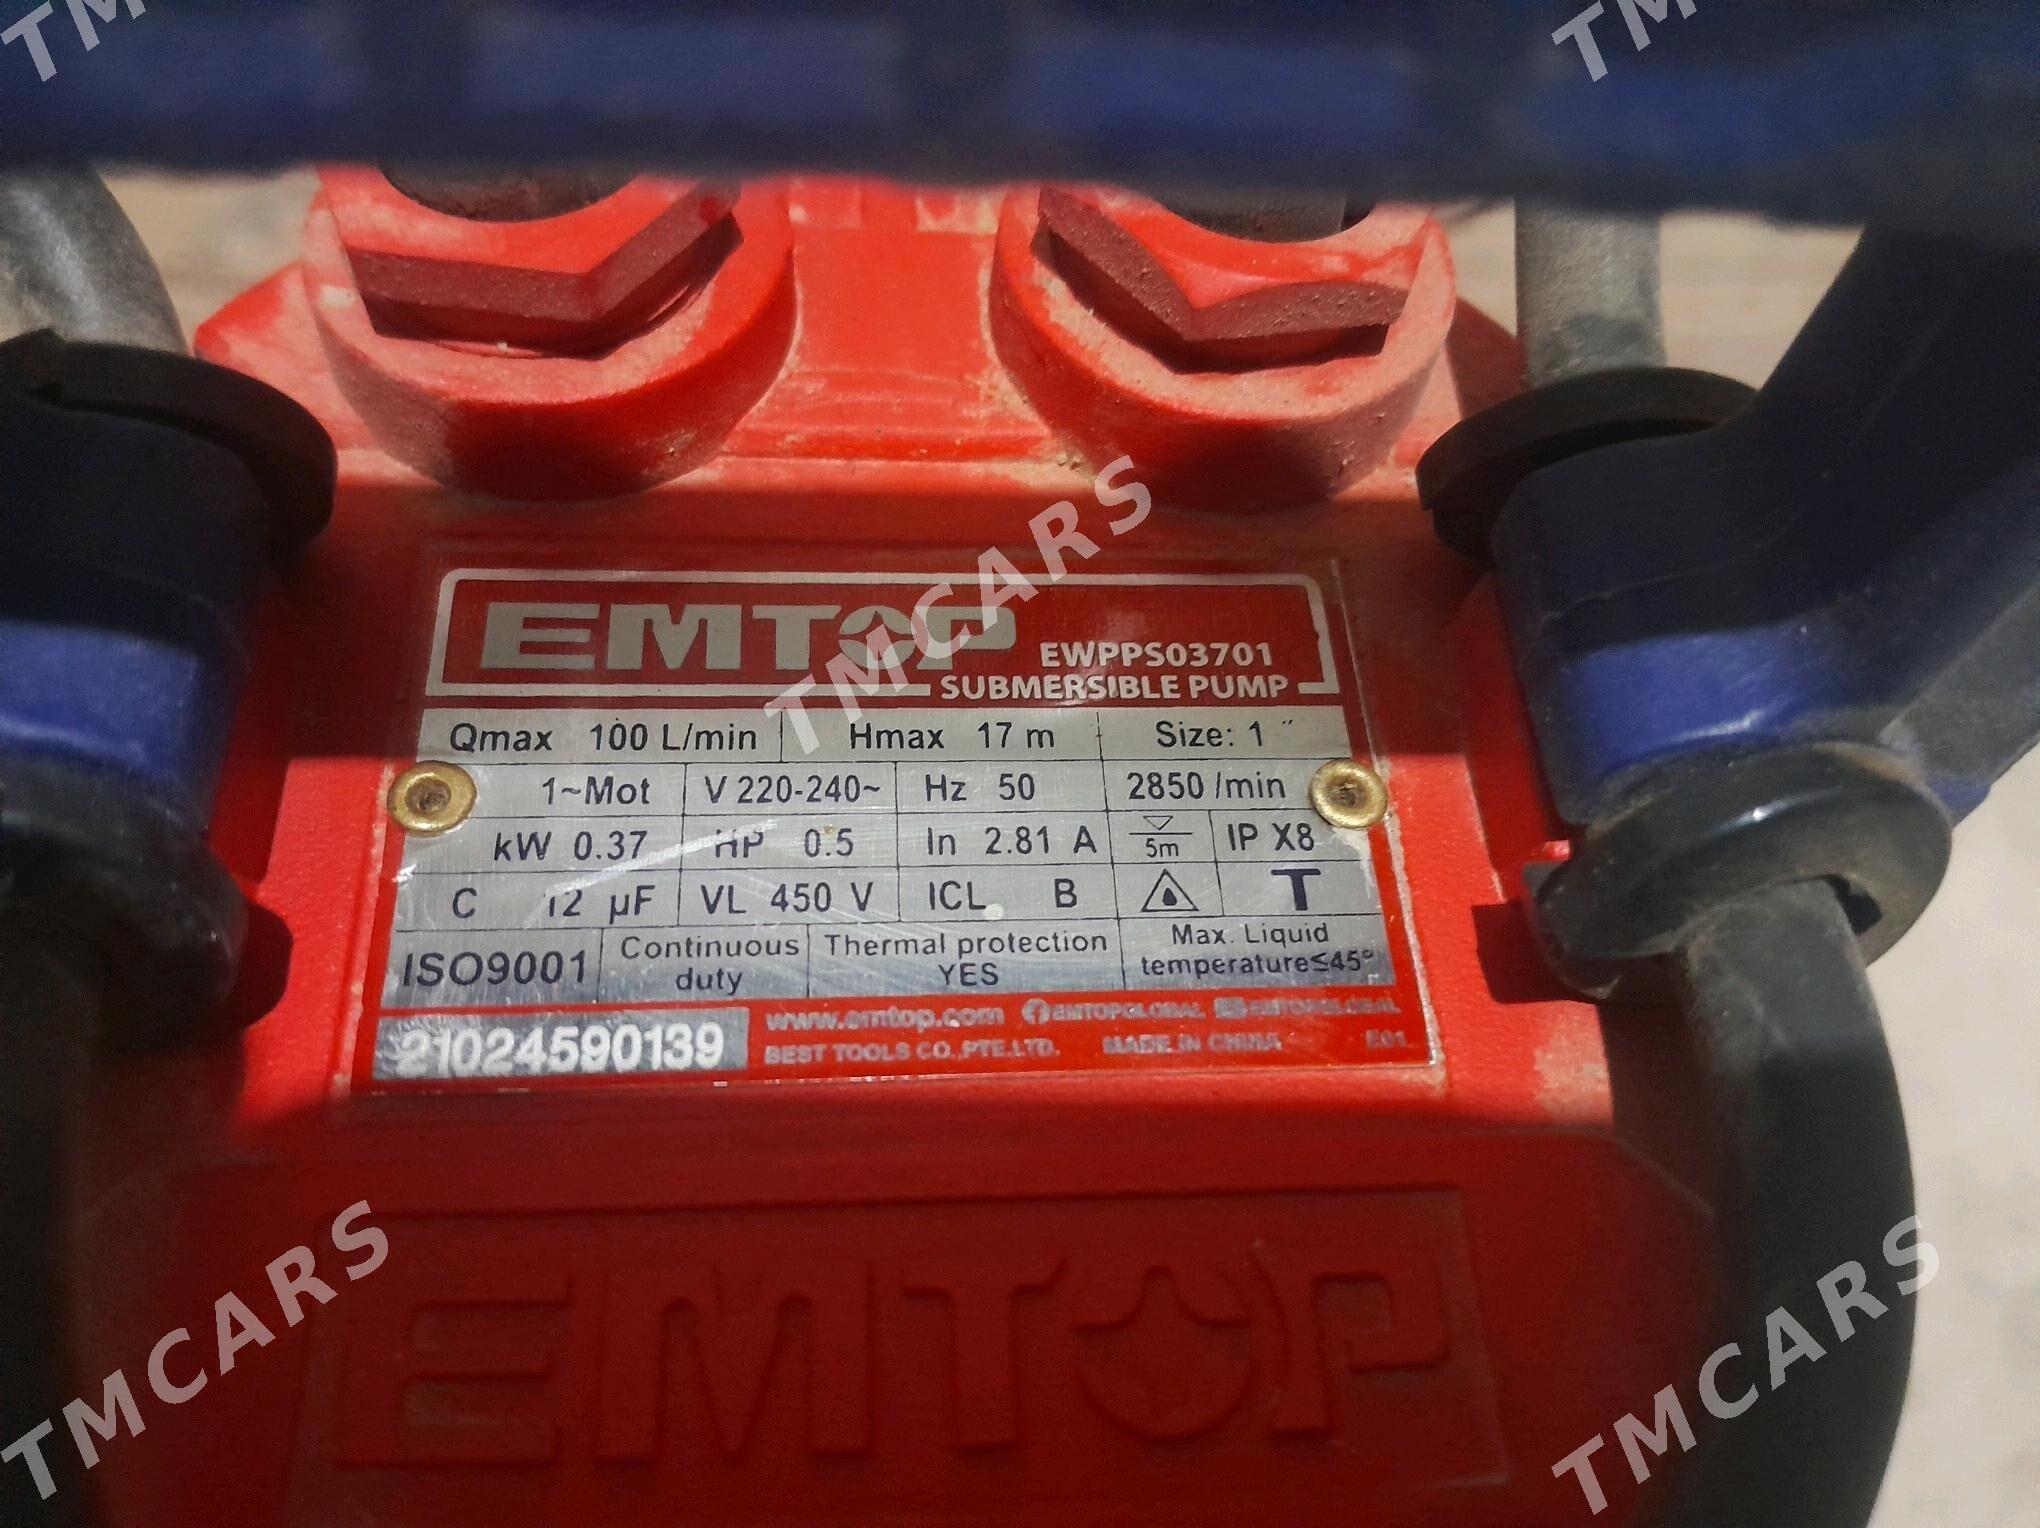 TMCARS
TMCARS
EMTOP
EWPPS03701
SUBMERSIBLE PUMP
TMCARS
Qmax 100 L/min Hmax 17 m Size: 1 "
1~Mot V 220-240~ Hz 50 2850 /min
kW 0.37 HP 0.5 In 2.81 A 5m IP X8
C 12 µF VL 450 V ICL B T
ISO9001 Continuous duty Thermal protection YES Max. Liquid temperature≤45°
21024590139
www.emtop.com EMTOPGLOBAL EMTOPGLOBAL
BEST TOOLS CO.,PTE.LTD. MADE IN CHINA E01
EMTOP
TMCARS
TMCARS